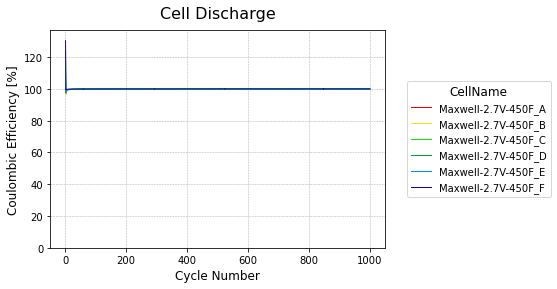 Cell Discharge
Coulombic Efficiency [%]
120
100
80
60
40
20
0
0 200 400 600 800 1000
Cycle Number
CellName
Maxwell-2.7V-450F_A
Maxwell-2.7V-450F_B
Maxwell-2.7V-450F_C
Maxwell-2.7V-450F_D
Maxwell-2.7V-450F_E
Maxwell-2.7V-450F_F